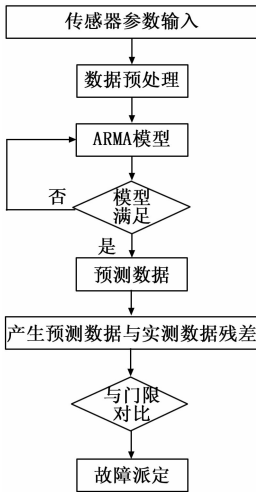 传感器参数输入
数据预处理
ARMA模型
模型
满足
否
是
预测数据
产生预测数据与实测数据残差
与门限
对比
故障派定